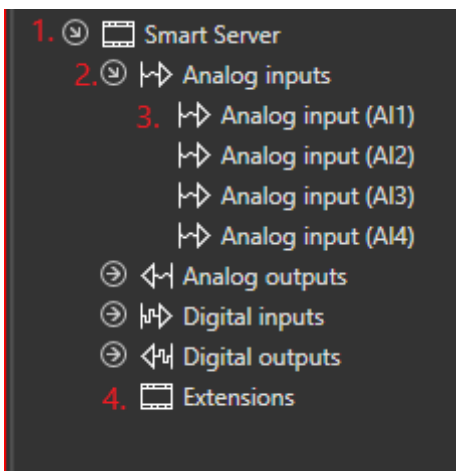 1. Smart Server
2. Analog inputs
3. Analog input (AI1)
Analog input (AI2)
Analog input (AI3)
Analog input (AI4)
Analog outputs
Digital inputs
Digital outputs
4. Extensions